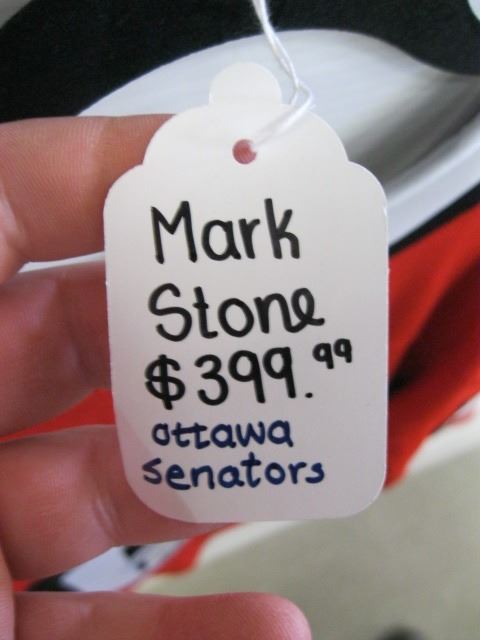 Mark
Stone
$399.99
ottawa
senators